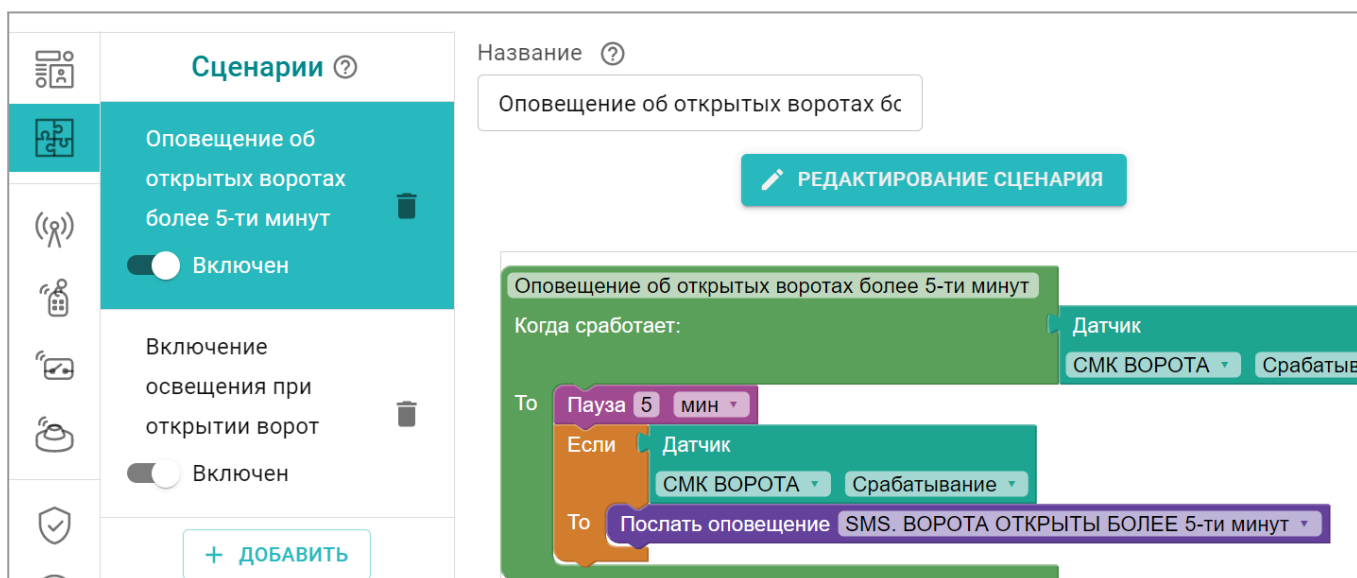 Сценарии
Оповещение об
открытых воротах
более 5-ти минут
Включен
Включение
освещения при
открытии ворот
Включен
+ ДОБАВИТЬ
Название
Оповещение об открытых воротах бо
РЕДАКТИРОВАНИЕ СЦЕНАРИЯ
Оповещение об открытых воротах более 5-ти минут
Когда сработает: Датчик
СМК ВОРОТА Срабатыв
То Пауза 5 мин
Если Датчик
СМК ВОРОТА Срабатывание
То Послать оповещение SMS. ВОРОТА ОТКРЫТЫ БОЛЕЕ 5-ти минут